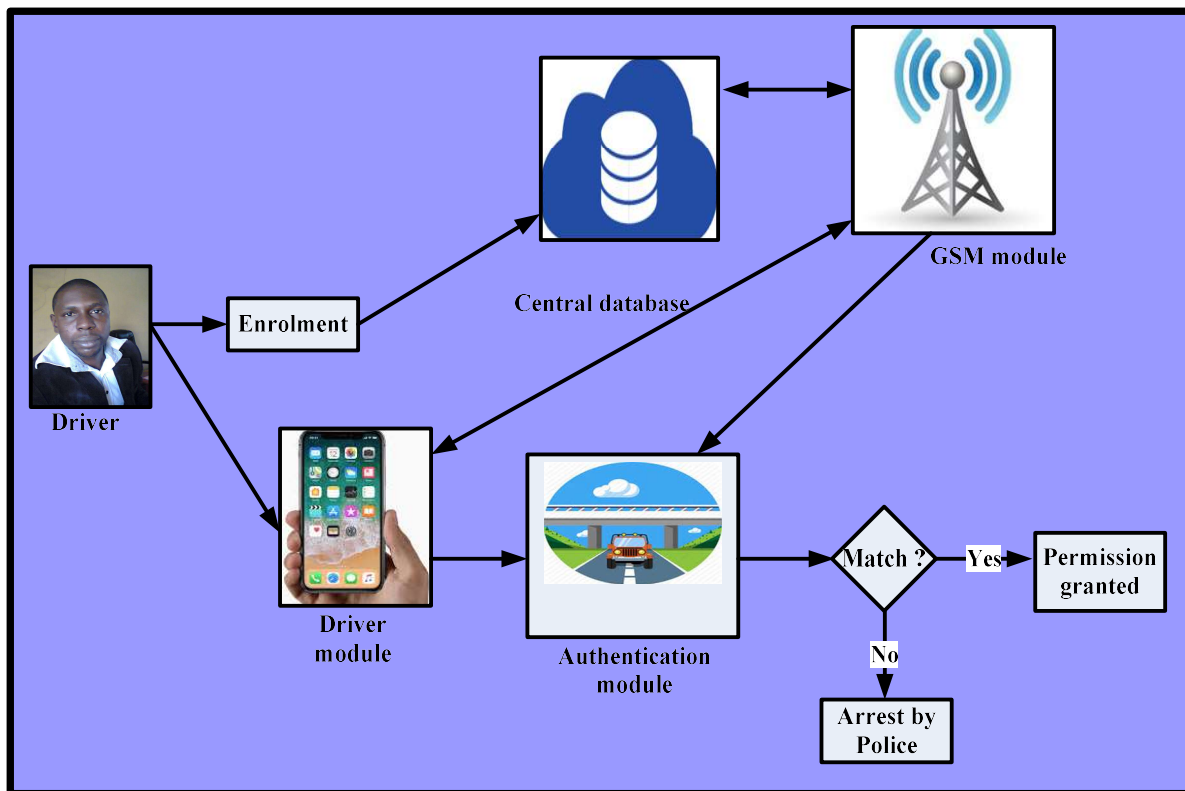 GSM module
Central database
Enrolment
Driver
Match ?
Yes
Permission
granted
Driver
module
Authentication
module
No
Arrest by
Police